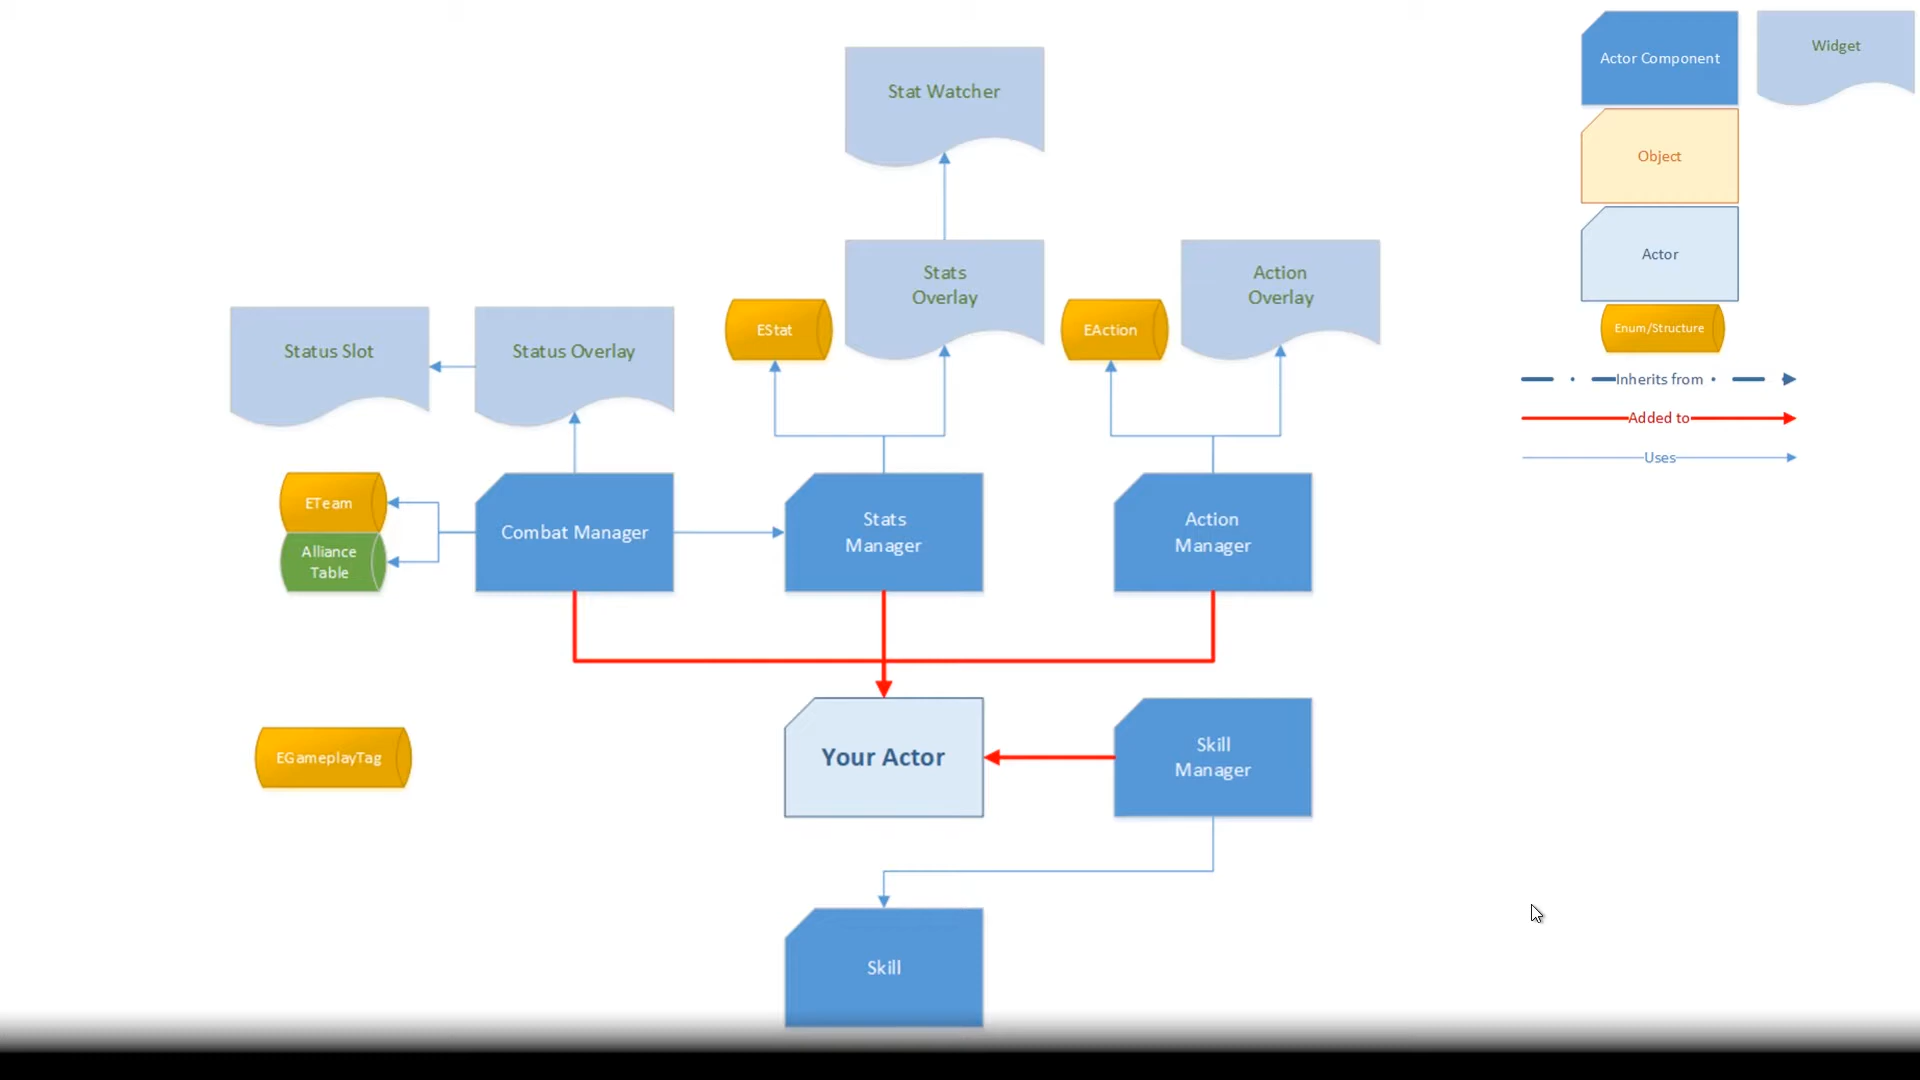 Stat Watcher
Actor Component
Widget
Object
Actor
Enum/Structure
Inherits from
Added to
Uses
Stats
Overlay
Action
Overlay
EStat
EAction
Status Slot
Status Overlay
ETeam
Alliance
Table
Combat Manager
Stats
Manager
Action
Manager
EGameplayTag
Your Actor
Skill
Manager
Skill